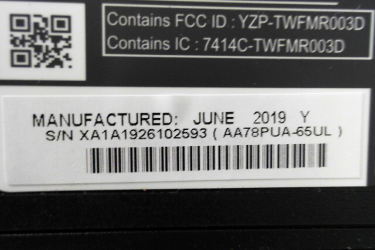 Contains FCC ID : YZP-TWFMR003D
Contains IC : 7414C-TWFMR003D
MANUFACTURED: JUNE 2019 Y
S/N XA1A1926102593 ( AA78PUA-65UL )